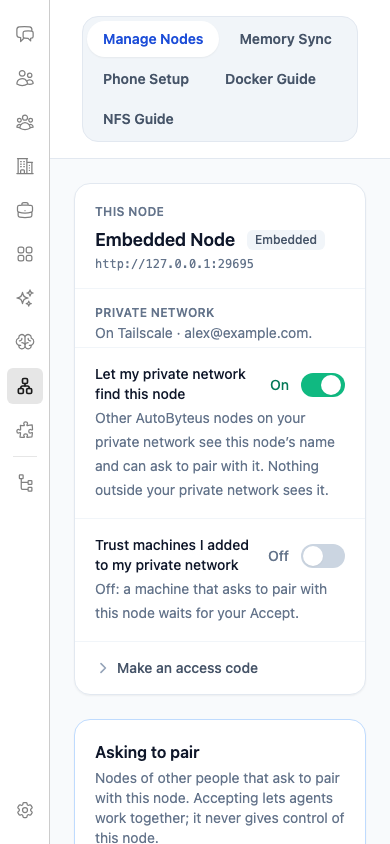 Manage Nodes
Memory Sync
Phone Setup
Docker Guide
NFS Guide
THIS NODE
Embedded Node
Embedded
http://127.0.0.1:29695
PRIVATE NETWORK
On Tailscale · alex@example.com.
Let my private network
find this node
On
Other AutoByteus nodes on your
private network see this node’s name
and can ask to pair with it. Nothing
outside your private network sees it.
Trust machines I added
to my private network
Off
Off: a machine that asks to pair with
this node waits for your Accept.
Make an access code
Asking to pair
Nodes of other people that ask to pair
with this node. Accepting lets agents
work together; it never gives control of
this node.